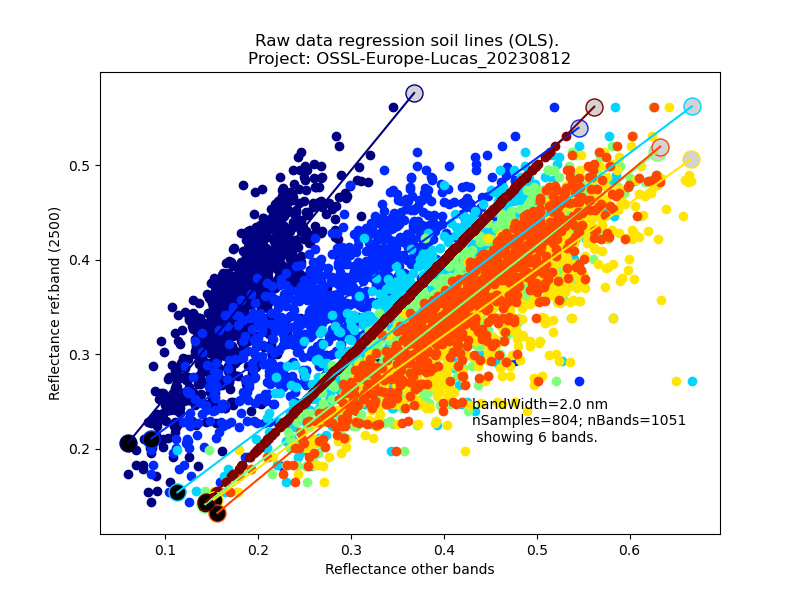 Raw data regression soil lines (OLS).
Project: OSSL-Europe-Lucas_20230812
Reflectance ref.band (2500)
0.5
0.4
0.3
0.2
bandWidth=2.0 nm
nSamples=804; nBands=1051
showing 6 bands.
0.1 0.2 0.3 0.4 0.5 0.6
Reflectance other bands